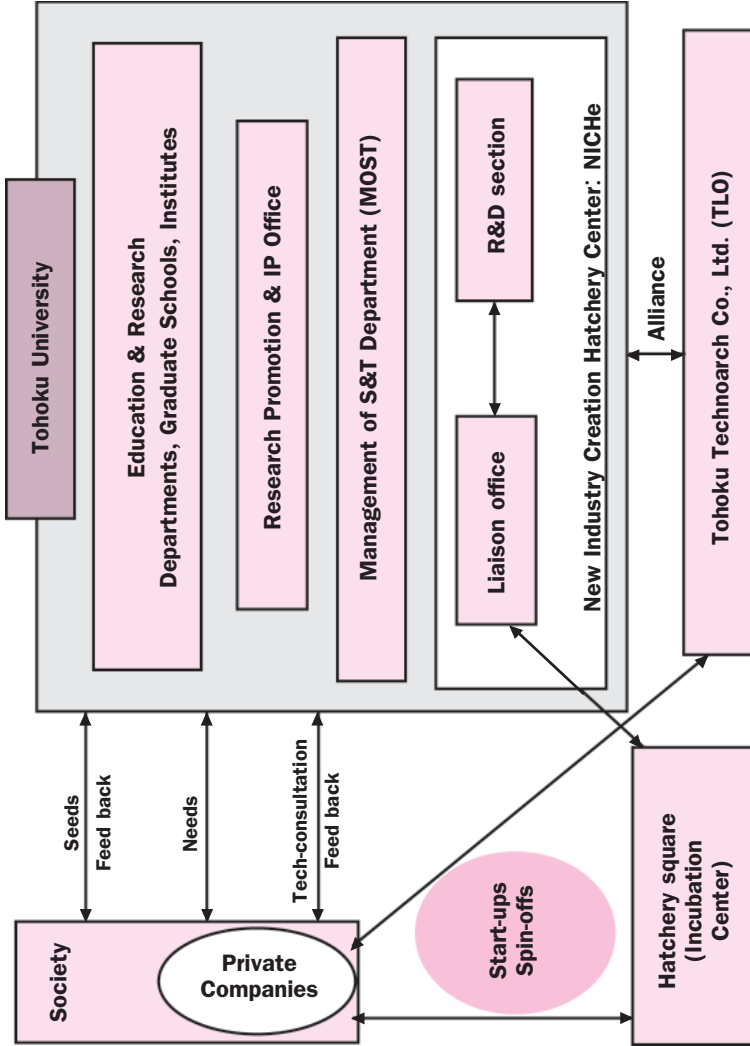 Tohoku University
Education & Research
Departments, Graduate Schools, Institutes
Research Promotion & IP Office
Management of S&T Department (MOST)
Liaison office
R&D section
New Industry Creation Hatchery Center: NICHe
Alliance
Tohoku Technoarch Co., Ltd. (TLO)
Society
Private
Companies
Seeds
Feed back
Needs
Tech-consultation
Feed back
Start-ups
Spin-offs
Hatchery square
(Incubation
Center)